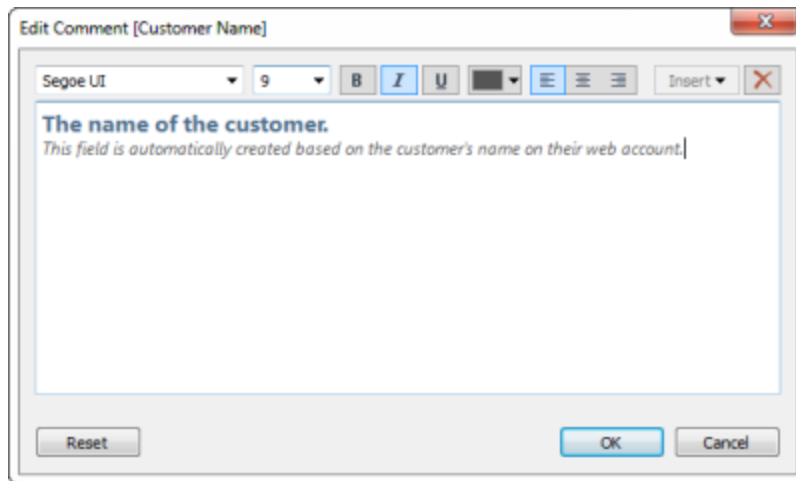 Edit Comment [Customer Name]
Segoe UI 9 B I U Insert
The name of the customer.
This field is automatically created based on the customer's name on their web account.
Reset OK Cancel